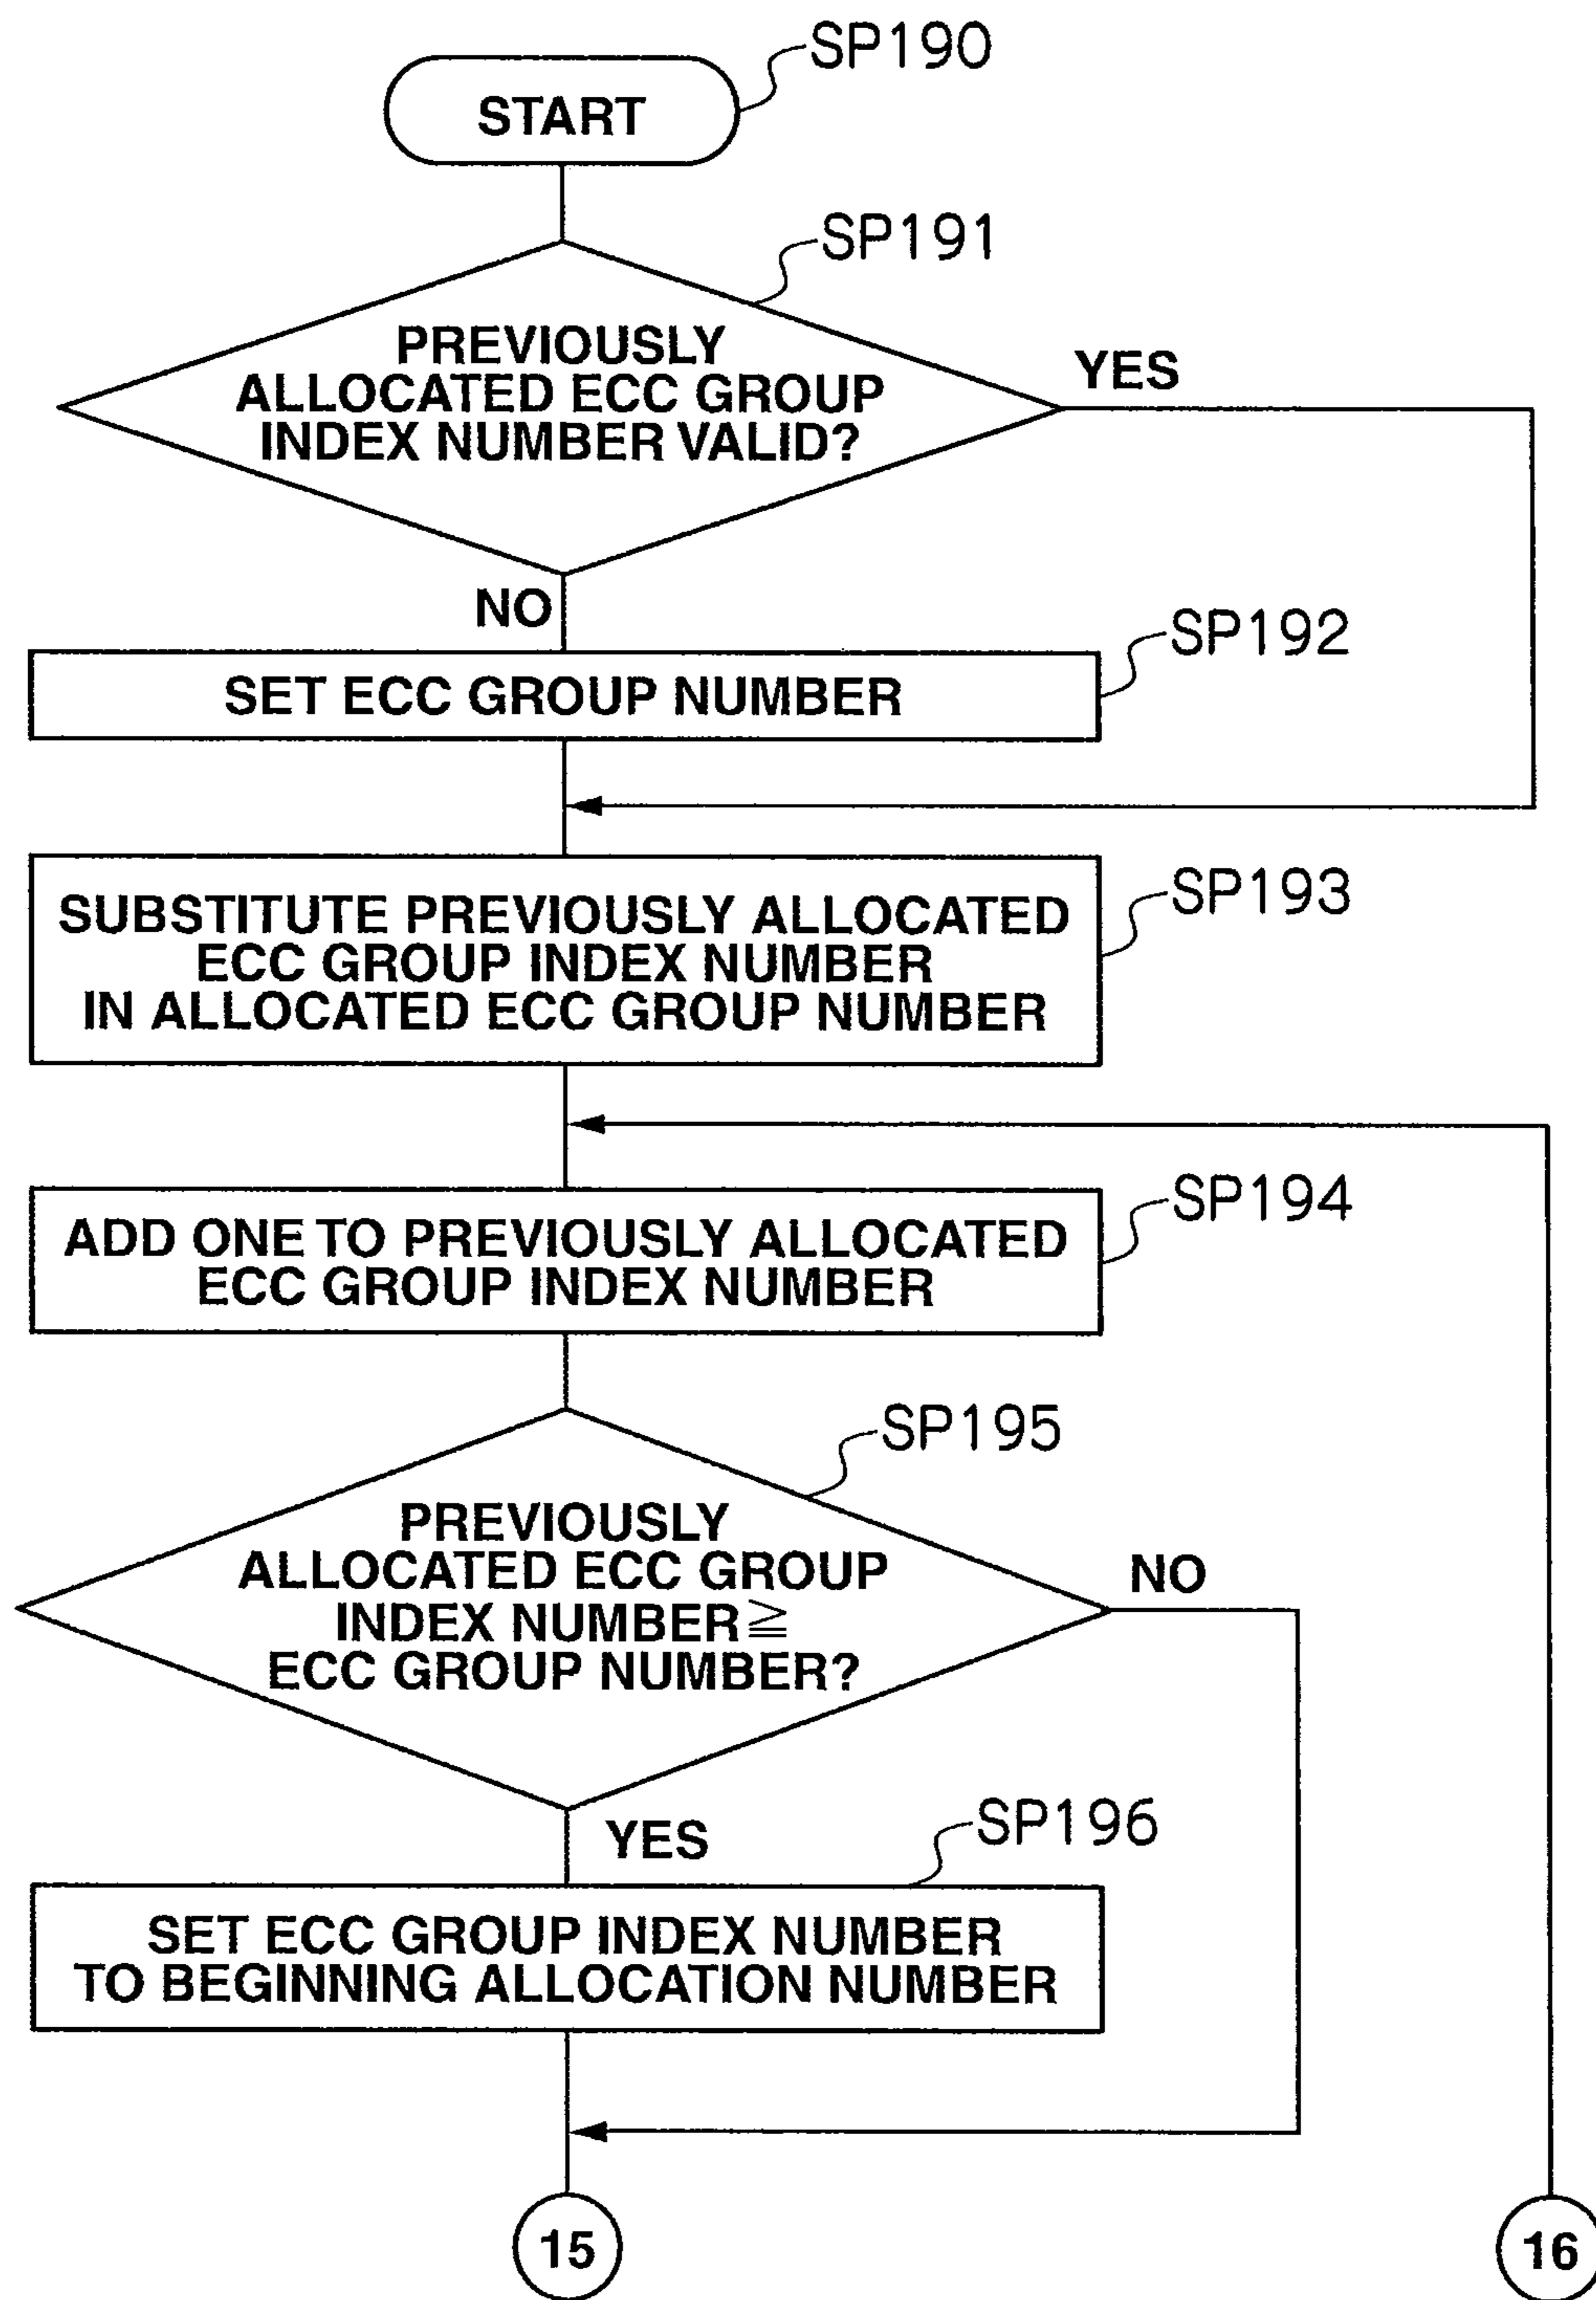 SP190
START
SP191
PREVIOUSLY
ALLOCATED ECC GROUP
INDEX NUMBER VALID?
YES
NO
SP192
SET ECC GROUP NUMBER
SP193
SUBSTITUTE PREVIOUSLY ALLOCATED
ECC GROUP INDEX NUMBER
IN ALLOCATED ECC GROUP NUMBER
SP194
ADD ONE TO PREVIOUSLY ALLOCATED
ECC GROUP INDEX NUMBER
SP195
PREVIOUSLY
ALLOCATED ECC GROUP
INDEX NUMBER ≧
ECC GROUP NUMBER?
NO
YES
SP196
SET ECC GROUP INDEX NUMBER
TO BEGINNING ALLOCATION NUMBER
15
16